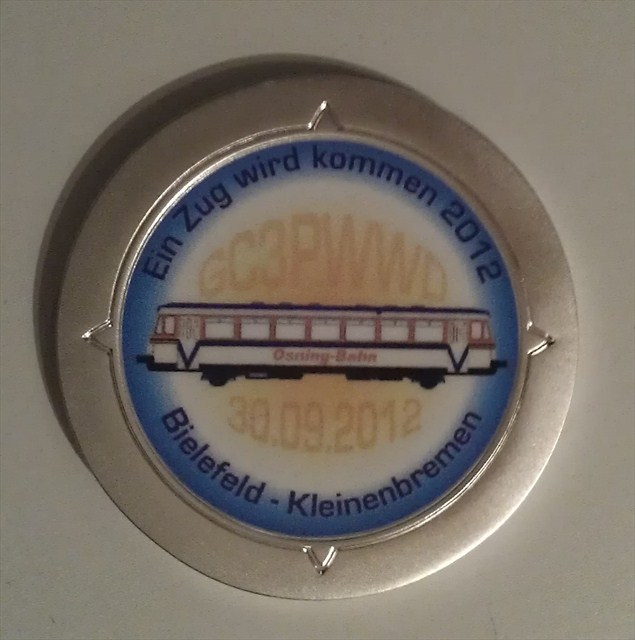 Ein Zug wird kommen 2012
GC3PWWD
Osning-Bahn
30.09.2012
Bielefeld - Kleinenbremen